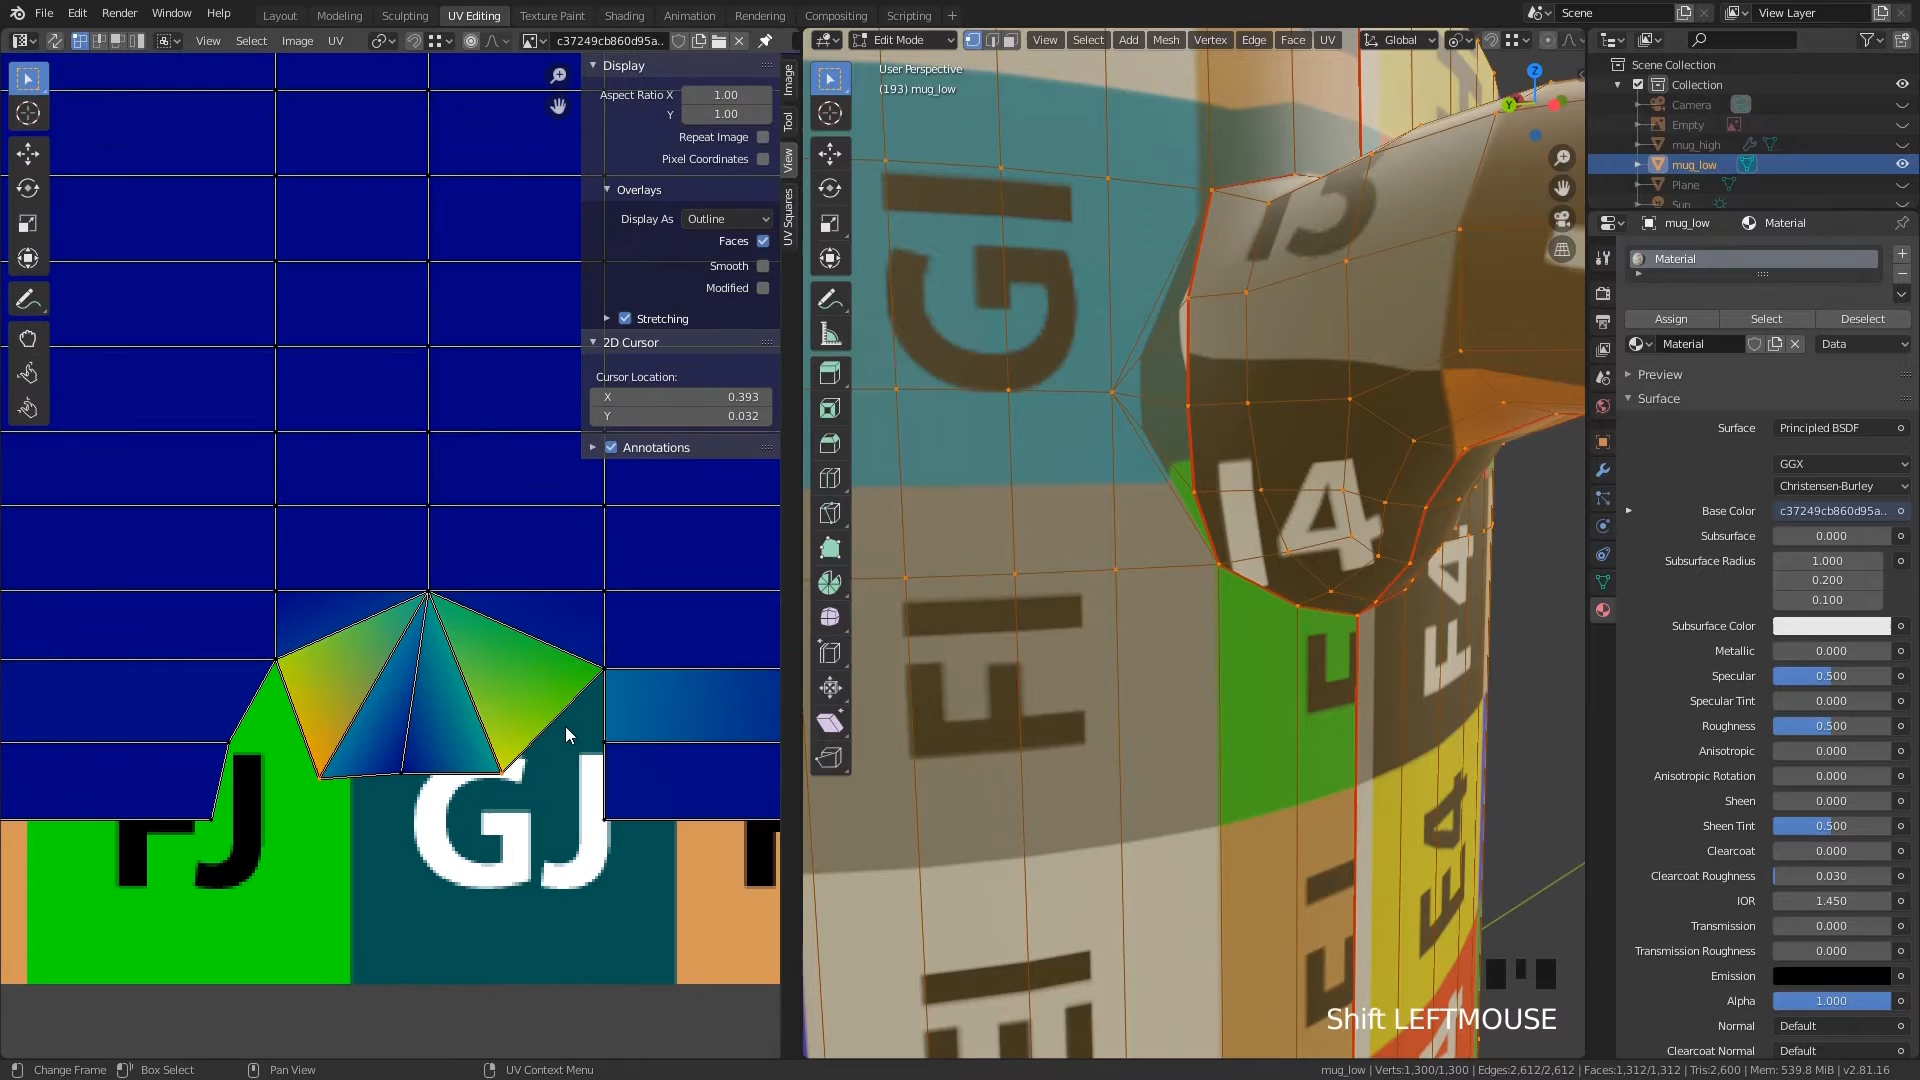 File Edit Render Window Help Layout Modeling Sculpting UV Editing Texture Paint Shading Animation Rendering Compositing Scripting + Scene View Layer
View Select Image UV c37249cb860d95a.. Edit Mode View Select Add Mesh Vertex Edge Face UV Global
Display
Aspect Ratio X 1.00
Y 1.00
Repeat Image
Pixel Coordinates
Overlays
Display As Outline
Faces
Smooth
Modified
Stretching
2D Cursor
Cursor Location:
X 0.393
Y 0.032
Annotations
Image
Tool
View
UV Squares
FJ
GJ
User Perspective
(193) mug_low
Z
Y
GI
FI
EI
I4
E4
E4
Shift LEFTMOUSE
Scene Collection
Collection
Camera
Empty
mug_high
mug_low
Plane
Sun
mug_low Material
Material
Assign Select Deselect
Material Data
Preview
Surface
Surface Principled BSDF
GGX
Christensen-Burley
Base Color c37249cb860d95a..
Subsurface 0.000
Subsurface Radius 1.000
0.200
0.100
Subsurface Color
Metallic 0.000
Specular 0.500
Specular Tint 0.000
Roughness 0.500
Anisotropic 0.000
Anisotropic Rotation 0.000
Sheen 0.000
Sheen Tint 0.500
Clearcoat 0.000
Clearcoat Roughness 0.030
IOR 1.450
Transmission 0.000
Transmission Roughness 0.000
Emission
Alpha 1.000
Normal Default
Clearcoat Normal Default
Change Frame Box Select Pan View UV Context Menu mug_low | Verts:1,300/1,300 | Edges:2,612/2,612 | Faces:1,312/1,312 | Tris:2,600 | Mem: 539.8 MiB | v2.81.16